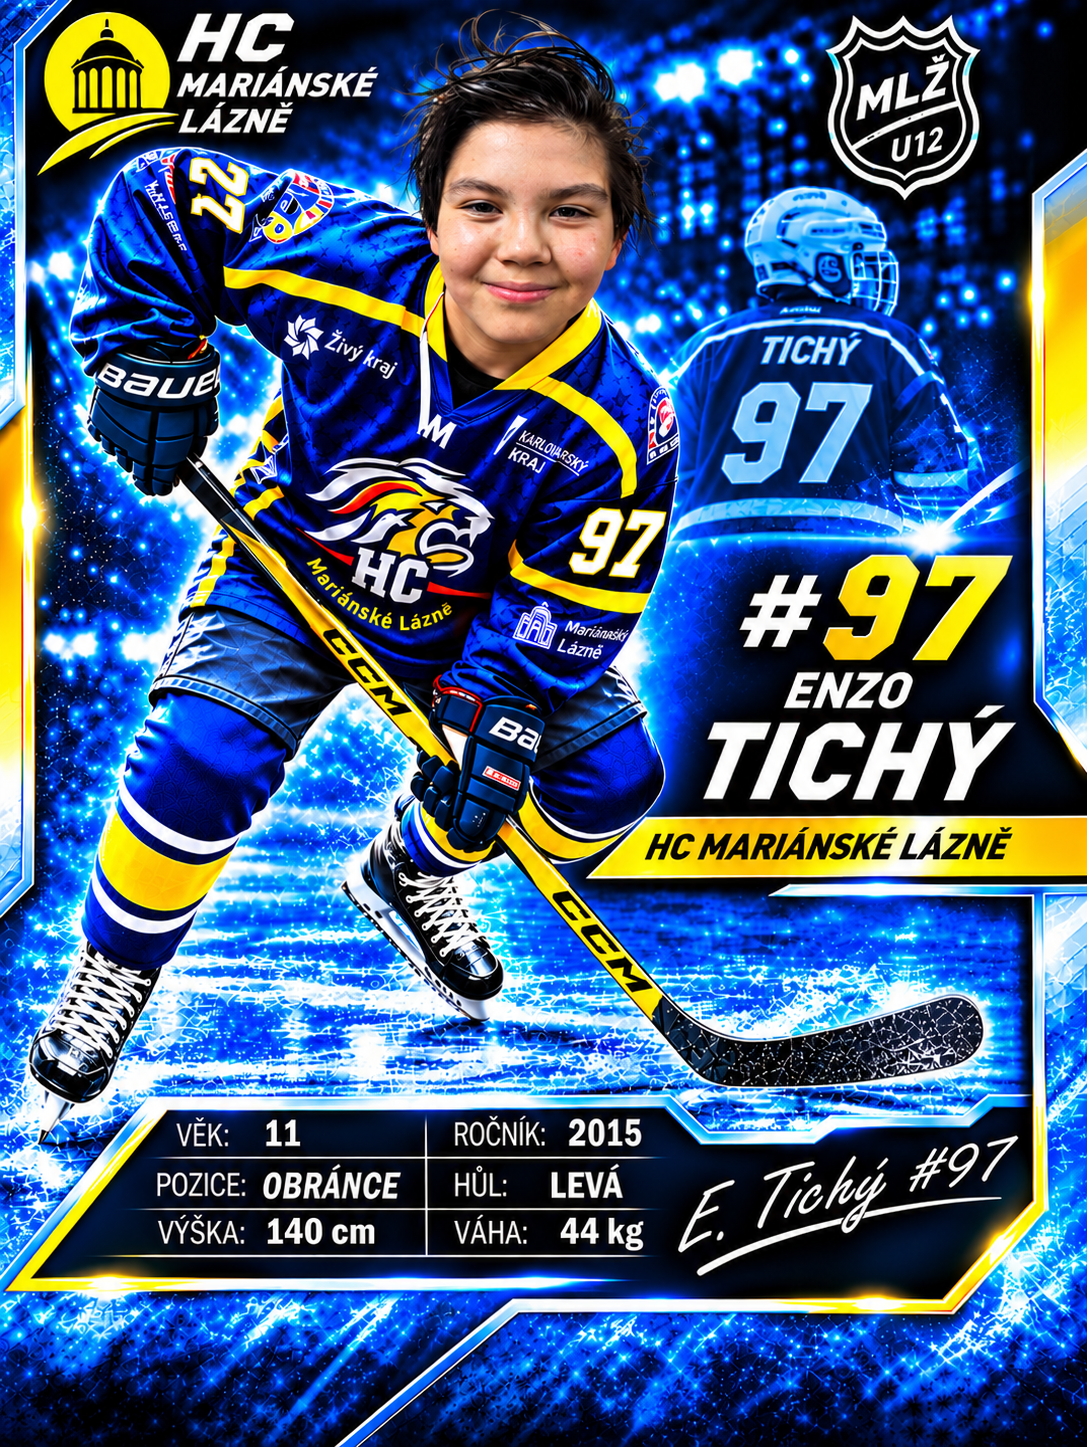 HC
MARIÁNSKÉ
LÁZNĚ
MLŽ
U12
22
Živý kraj
BAUER
KARLOVARSKÝ
KRAJ
HC
Mariánské Lázně
97
Lázně
CCM
BAU
CCM
TICHÝ
97
#97
ENZO
TICHÝ
HC MARIÁNSKÉ LÁZNĚ
VĚK: 11
ROČNÍK: 2015
POZICE: OBRÁNCE
HŮL: LEVÁ
VÝŠKA: 140 cm
VÁHA: 44 kg
E. Tichý #97